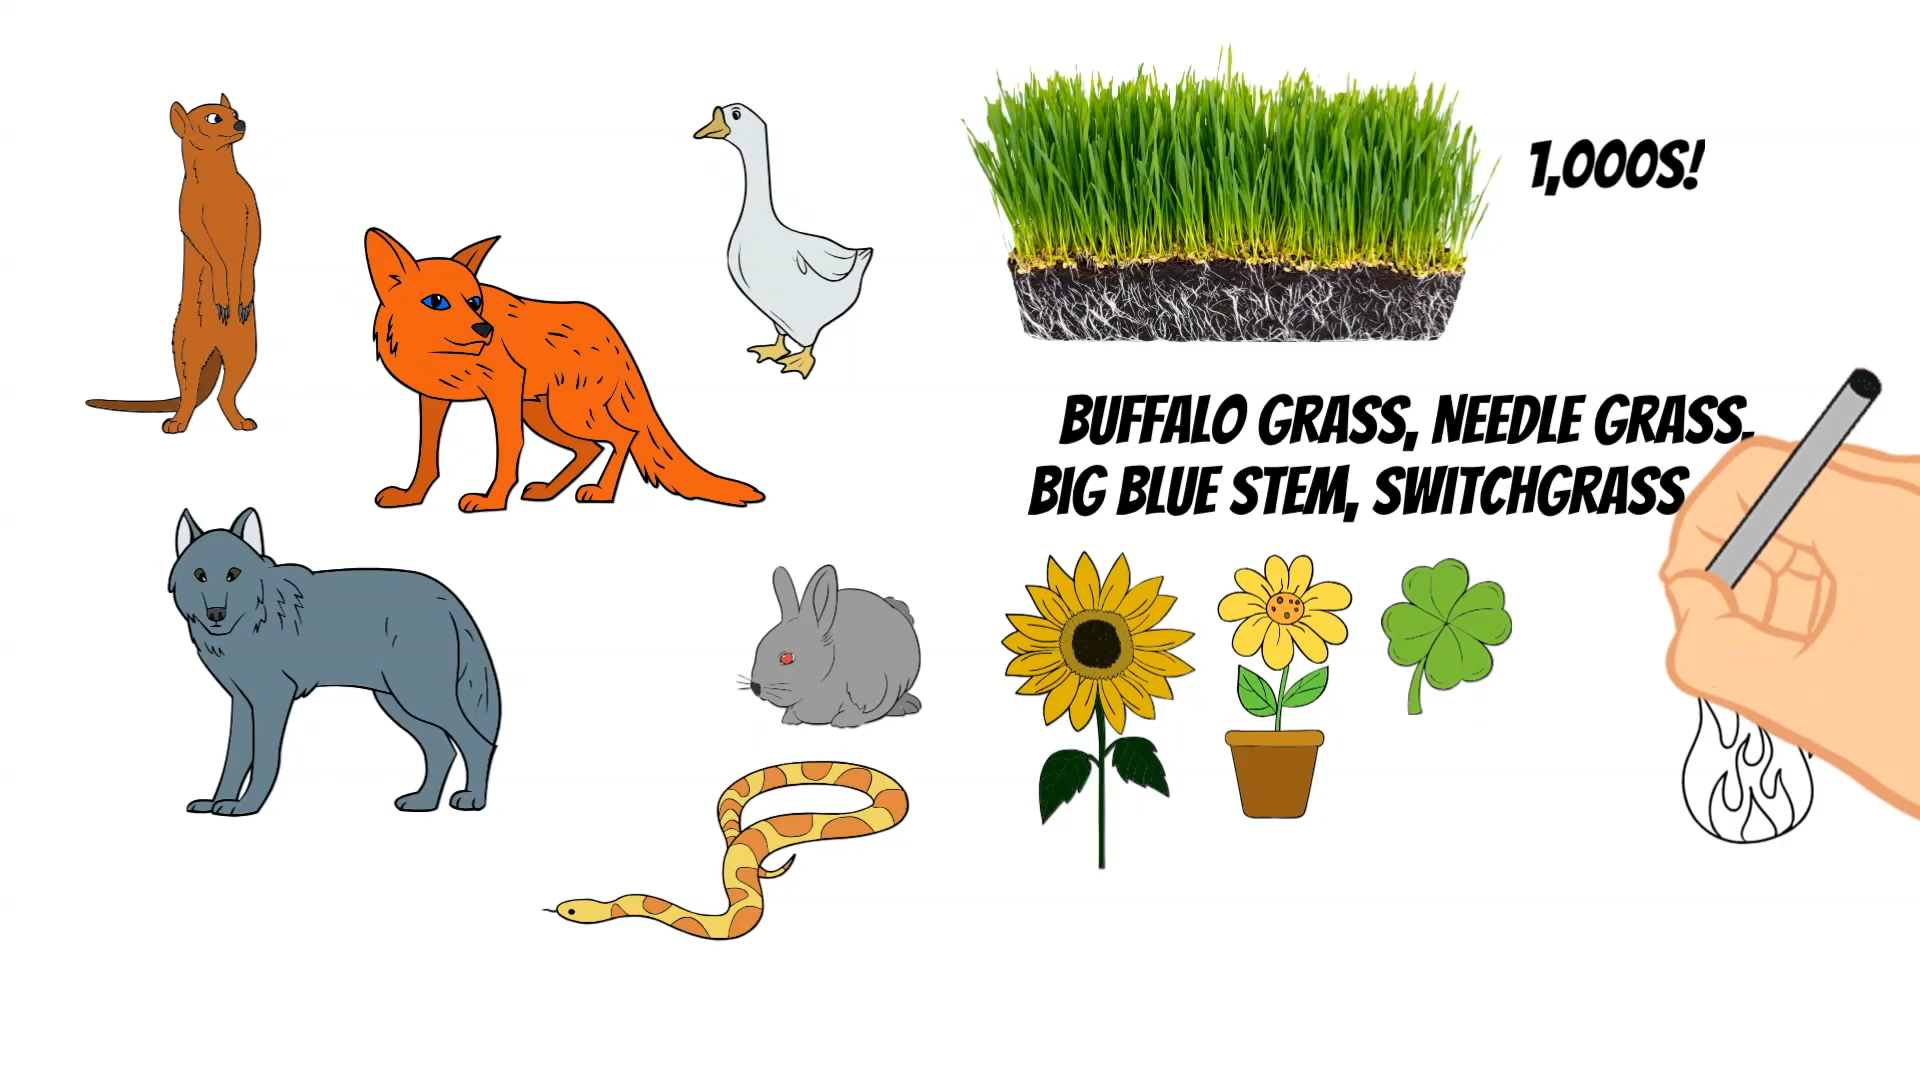 1,000S!
BUFFALO GRASS, NEEDLE GRASS,
BIG BLUE STEM, SWITCHGRASS